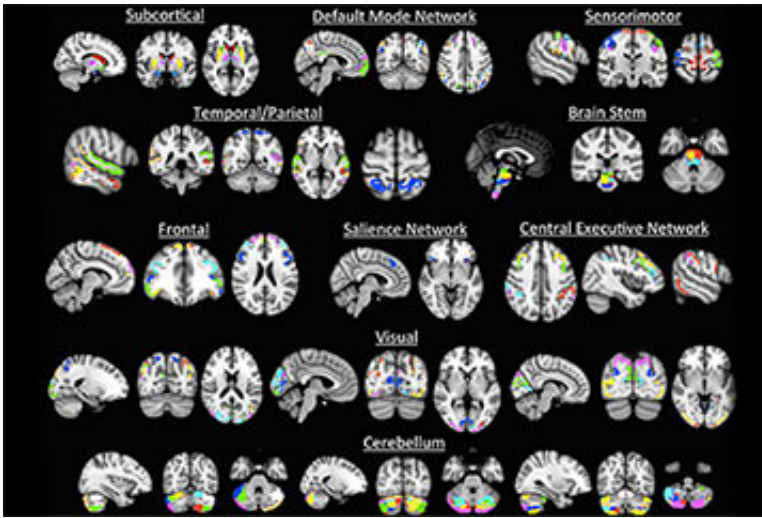 Subcortical
Default Mode Network
Sensorimotor
Temporal/Parietal
Brain Stem
Frontal
Salience Network
Central Executive Network
Visual
Cerebellum